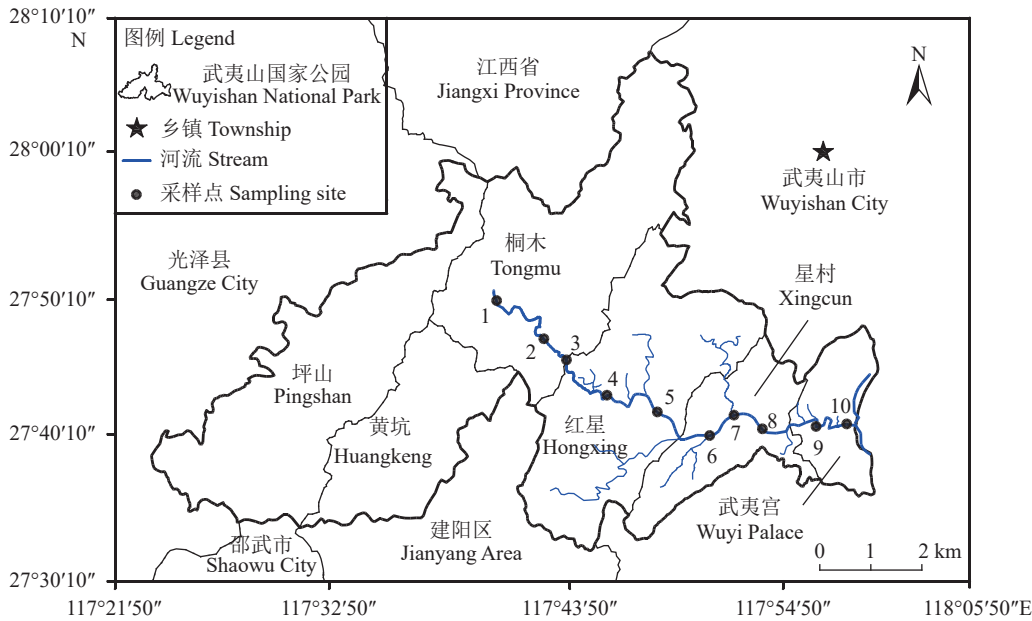 28°10′10″
N
图例 Legend
武夷山国家公园
Wuyishan National Park
乡镇 Township
河流 Stream
采样点 Sampling site
江西省
Jiangxi Province
N
28°00′10″
武夷山市
Wuyishan City
光泽县
Guangze City
桐木
Tongmu
星村
Xingcun
27°50′10″
1
2
3
4
5
6
7
8
9
10
坪山
Pingshan
黄坑
Huangkeng
红星
Hongxing
27°40′10″
武夷宫
Wuyi Palace
建阳区
Jianyang Area
邵武市
Shaowu City
0 1 2 km
27°30′10″
117°21′50″ 117°32′50″ 117°43′50″ 117°54′50″ 118°05′50″E